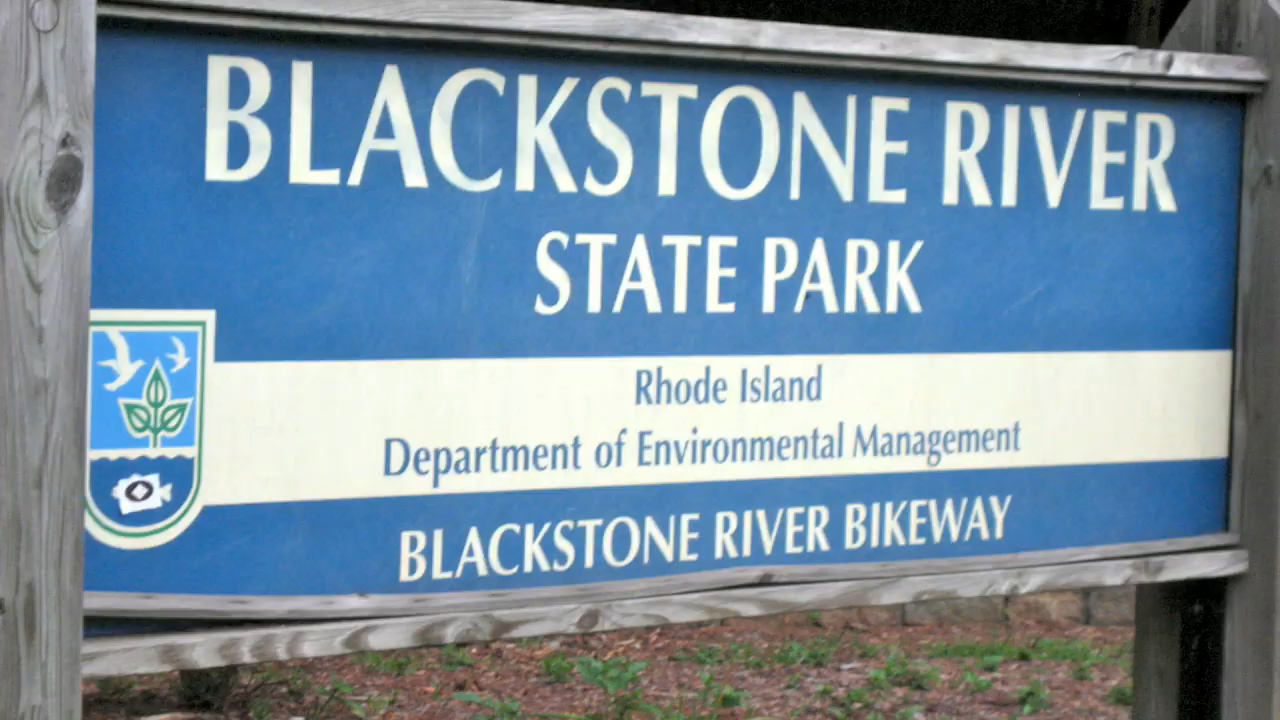 BLACKSTONE RIVER
STATE PARK
Rhode Island
Department of Environmental Management
BLACKSTONE RIVER BIKEWAY